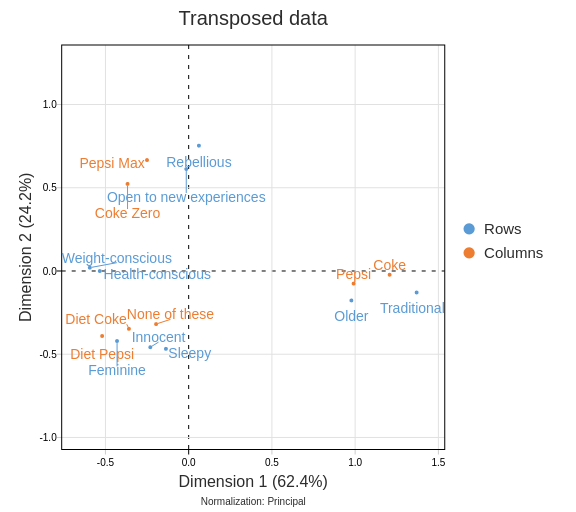 Transposed data
Dimension 2 (24.2%)
1.0
0.5
0.0
-0.5
-1.0
Pepsi Max
Rebellious
Open to new experiences
Coke Zero
Weight-conscious
Health-conscious
Coke
Pepsi
Traditional
Older
None of these
Diet Coke
Innocent
Diet Pepsi
Sleepy
Feminine
Rows
Columns
-0.5
0.0
0.5
1.0
1.5
Dimension 1 (62.4%)
Normalization: Principal